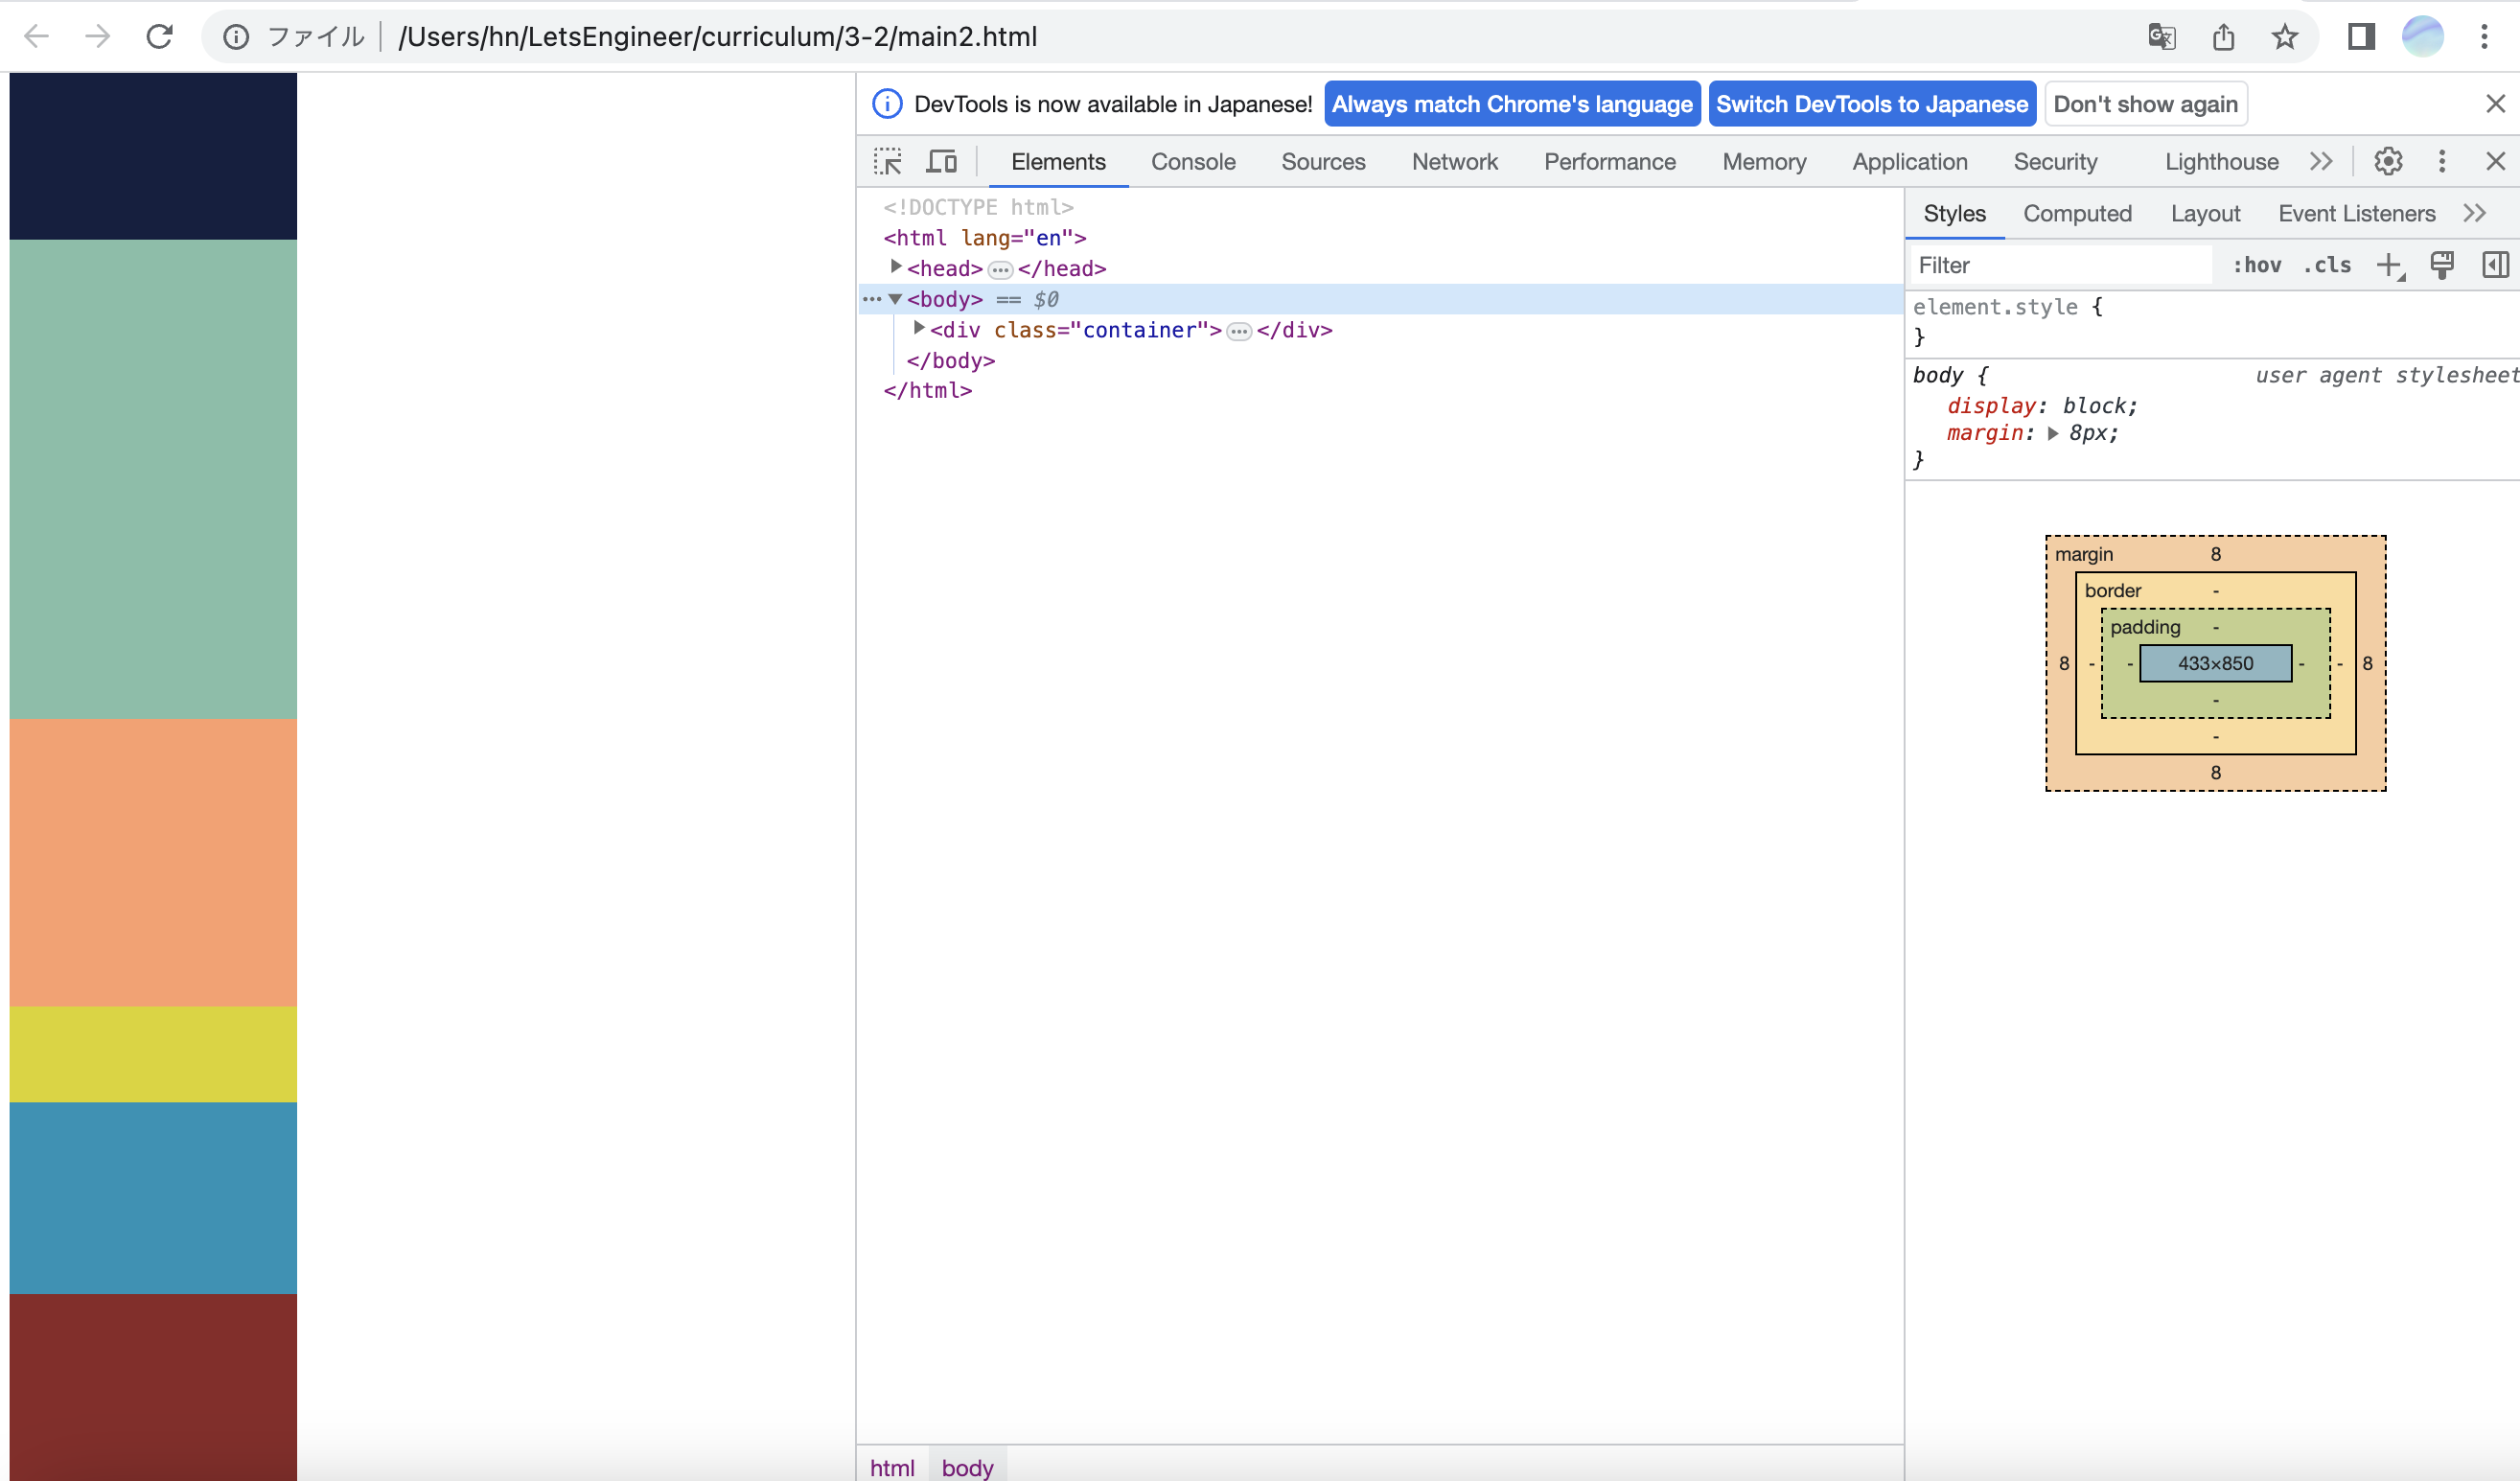 ファイル /Users/hn/LetsEngineer/curriculum/3-2/main2.html
DevTools is now available in Japanese! Always match Chrome's language Switch DevTools to Japanese Don't show again
Elements Console Sources Network Performance Memory Application Security Lighthouse
<!DOCTYPE html>
<html lang="en">
<head> ••• </head>
••• <body> == $0
<div class="container"> ••• </div>
</body>
</html>
html body
Styles Computed Layout Event Listeners
Filter :hov .cls
element.style {
}
body { user agent stylesheet
display: block;
margin: 8px;
}
margin 8
border -
padding -
8 - - 433×850 - - 8
-
-
8